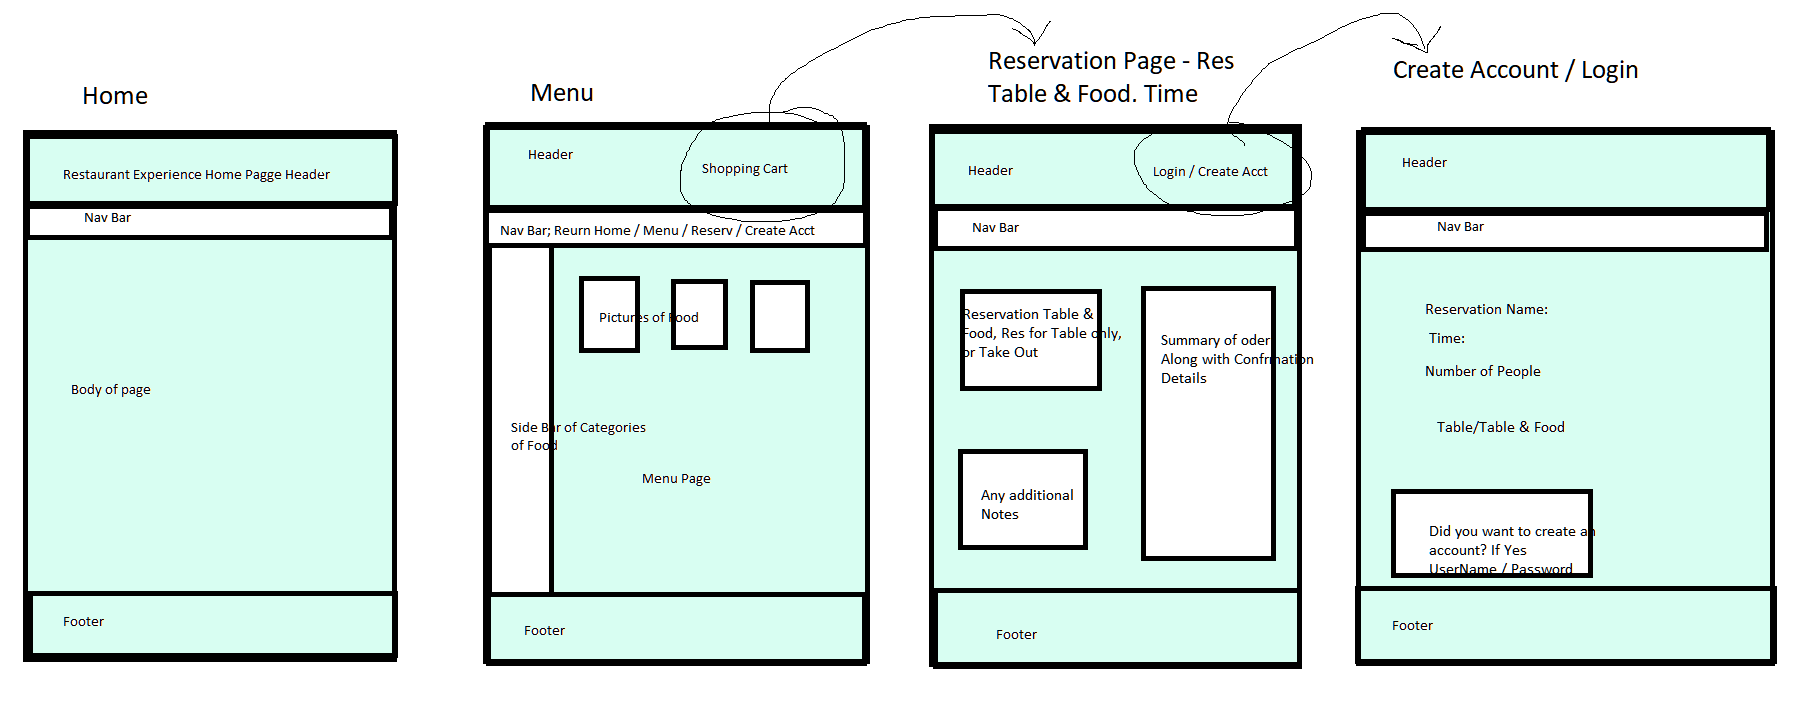 Home
Restaurant Experience Home Pagge Header
Nav Bar
Body of page
Footer
Menu
Header
Shopping Cart
Nav Bar; Reurn Home / Menu / Reserv / Create Acct
Pictures of Food
Side Bar of Categories
of Food
Menu Page
Footer
Reservation Page - Res
Table & Food. Time
Header
Login / Create Acct
Nav Bar
Reservation Table &
Food, Res for Table only,
or Take Out
Summary of oder
Along with Confrmation
Details
Any additional
Notes
Footer
Create Account / Login
Header
Nav Bar
Reservation Name:
Time:
Number of People
Table/Table & Food
Did you want to create an
account? If Yes
UserName / Password
Footer